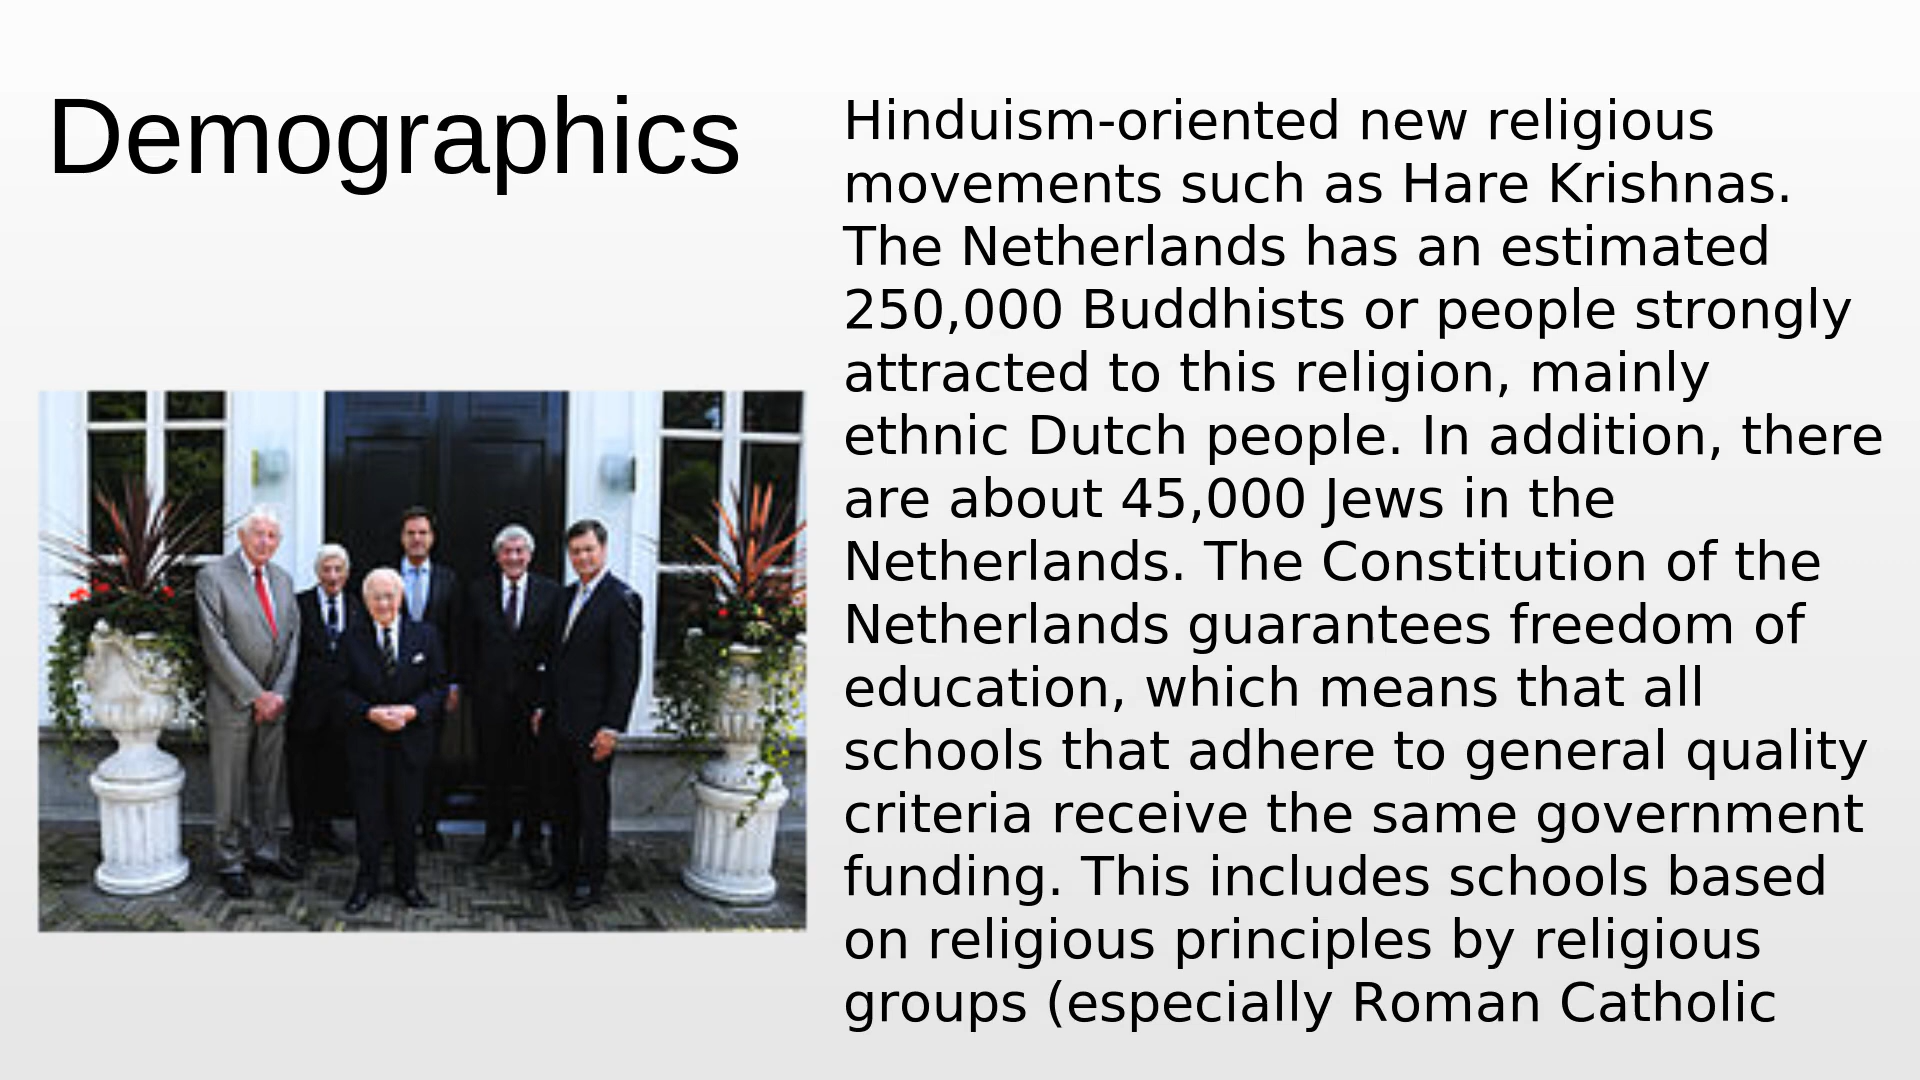 Demographics
Hinduism-oriented new religious
movements such as Hare Krishnas.
The Netherlands has an estimated
250,000 Buddhists or people strongly
attracted to this religion, mainly
ethnic Dutch people. In addition, there
are about 45,000 Jews in the
Netherlands. The Constitution of the
Netherlands guarantees freedom of
education, which means that all
schools that adhere to general quality
criteria receive the same government
funding. This includes schools based
on religious principles by religious
groups (especially Roman Catholic